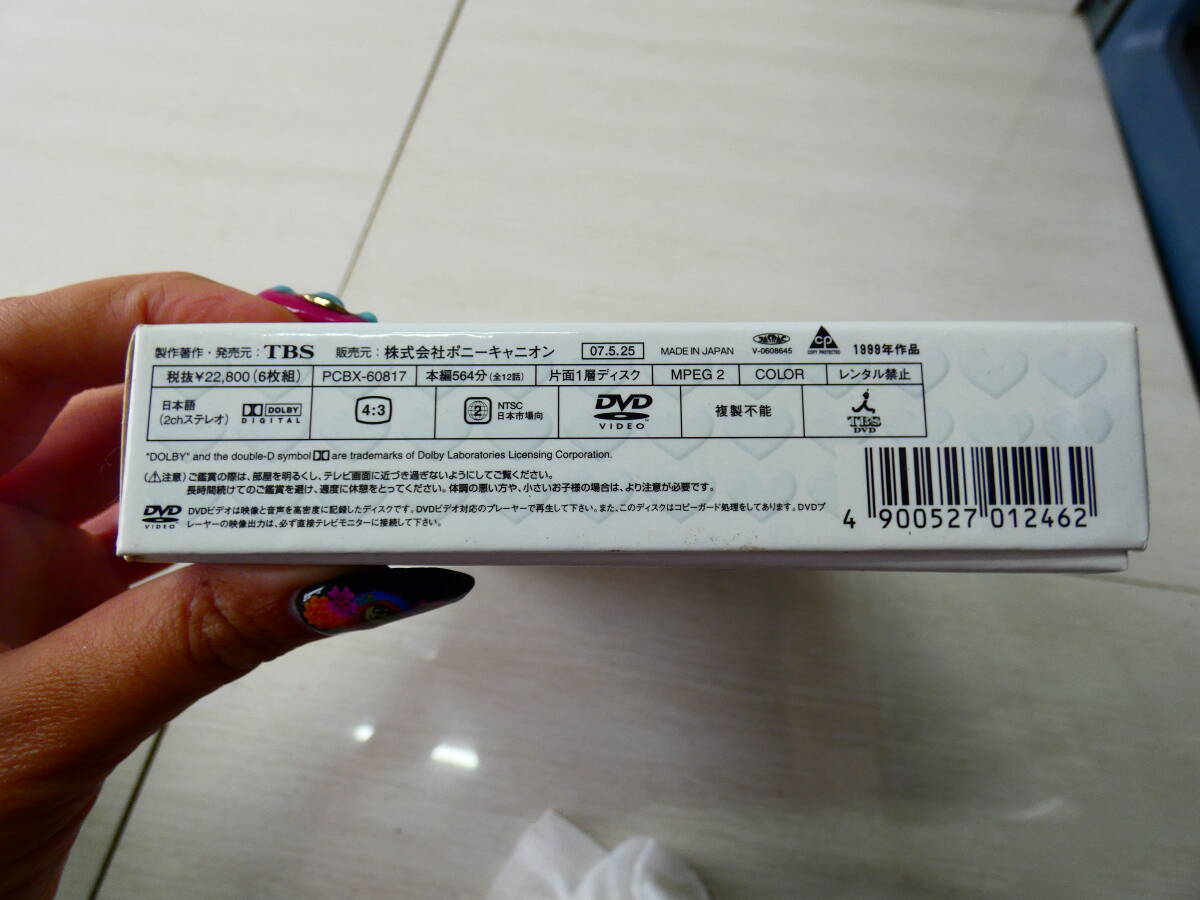 製作著作・発売元：TBS 販売元：株式会社ポニーキャニオン 07.5.25 MADE IN JAPAN JASRAC V-0608645 CP COPY PROTECTED 1999年作品
税抜¥22,800（6枚組） PCBX-60817 本編564分（全12話） 片面1層ディスク MPEG 2 COLOR レンタル禁止
日本語 (2chステレオ) DOLBY DIGITAL 4:3 2 NTSC 日本市場向 DVD VIDEO 複製不能 TBS DVD
"DOLBY" and the double-D symbol are trademarks of Dolby Laboratories Licensing Corporation.
（注意）ご鑑賞の際は、部屋を明るくし、テレビ画面に近づき過ぎないようにしてご覧ください。
長時間続けてのご鑑賞を避け、適度に休憩をとってください。体調の悪い方や、小さいお子様の場合は、より注意が必要です。
DVD VIDEO DVDビデオは映像と音声を高密度に記録したディスクです。DVDビデオ対応のプレーヤーで再生して下さい。また、このディスクはコピーガード処理をしてあります。DVDプ
レーヤーの映像出力は、必ず直接テレビモニターに接続して下さい。
4 900527 012462